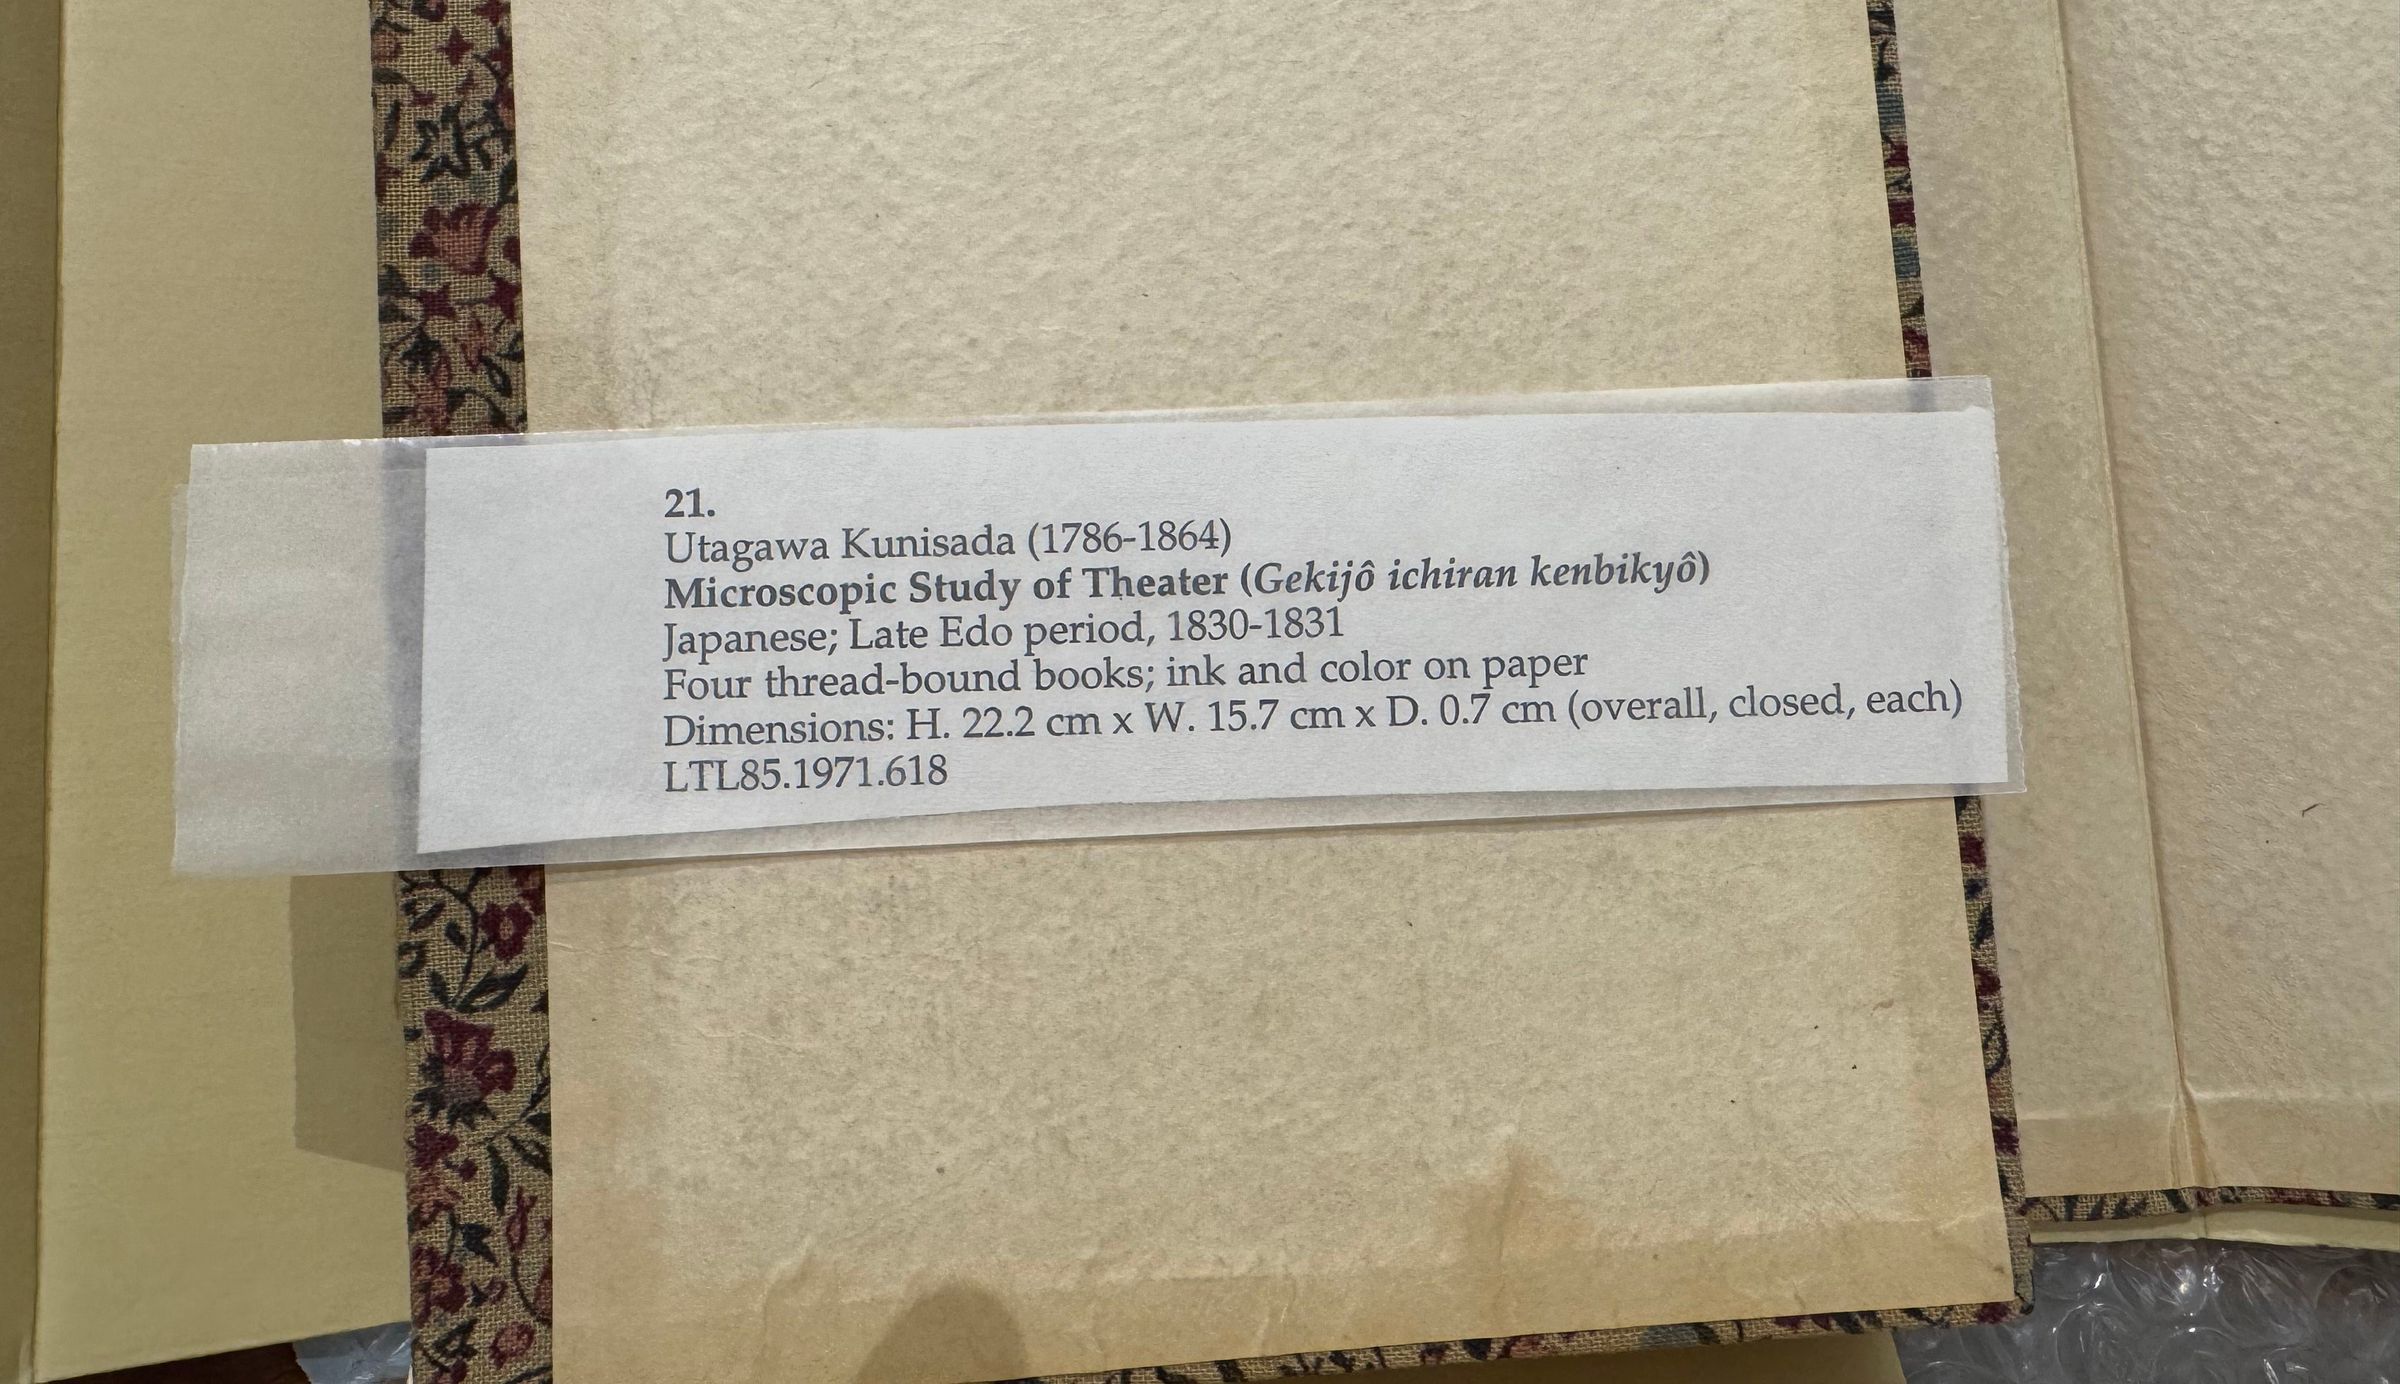 21.
Utagawa Kunisada (1786-1864)
Microscopic Study of Theater (Gekijô ichiran kenbikyô)
Japanese; Late Edo period, 1830-1831
Four thread-bound books; ink and color on paper
Dimensions: H. 22.2 cm x W. 15.7 cm x D. 0.7 cm (overall, closed, each)
LTL85.1971.618